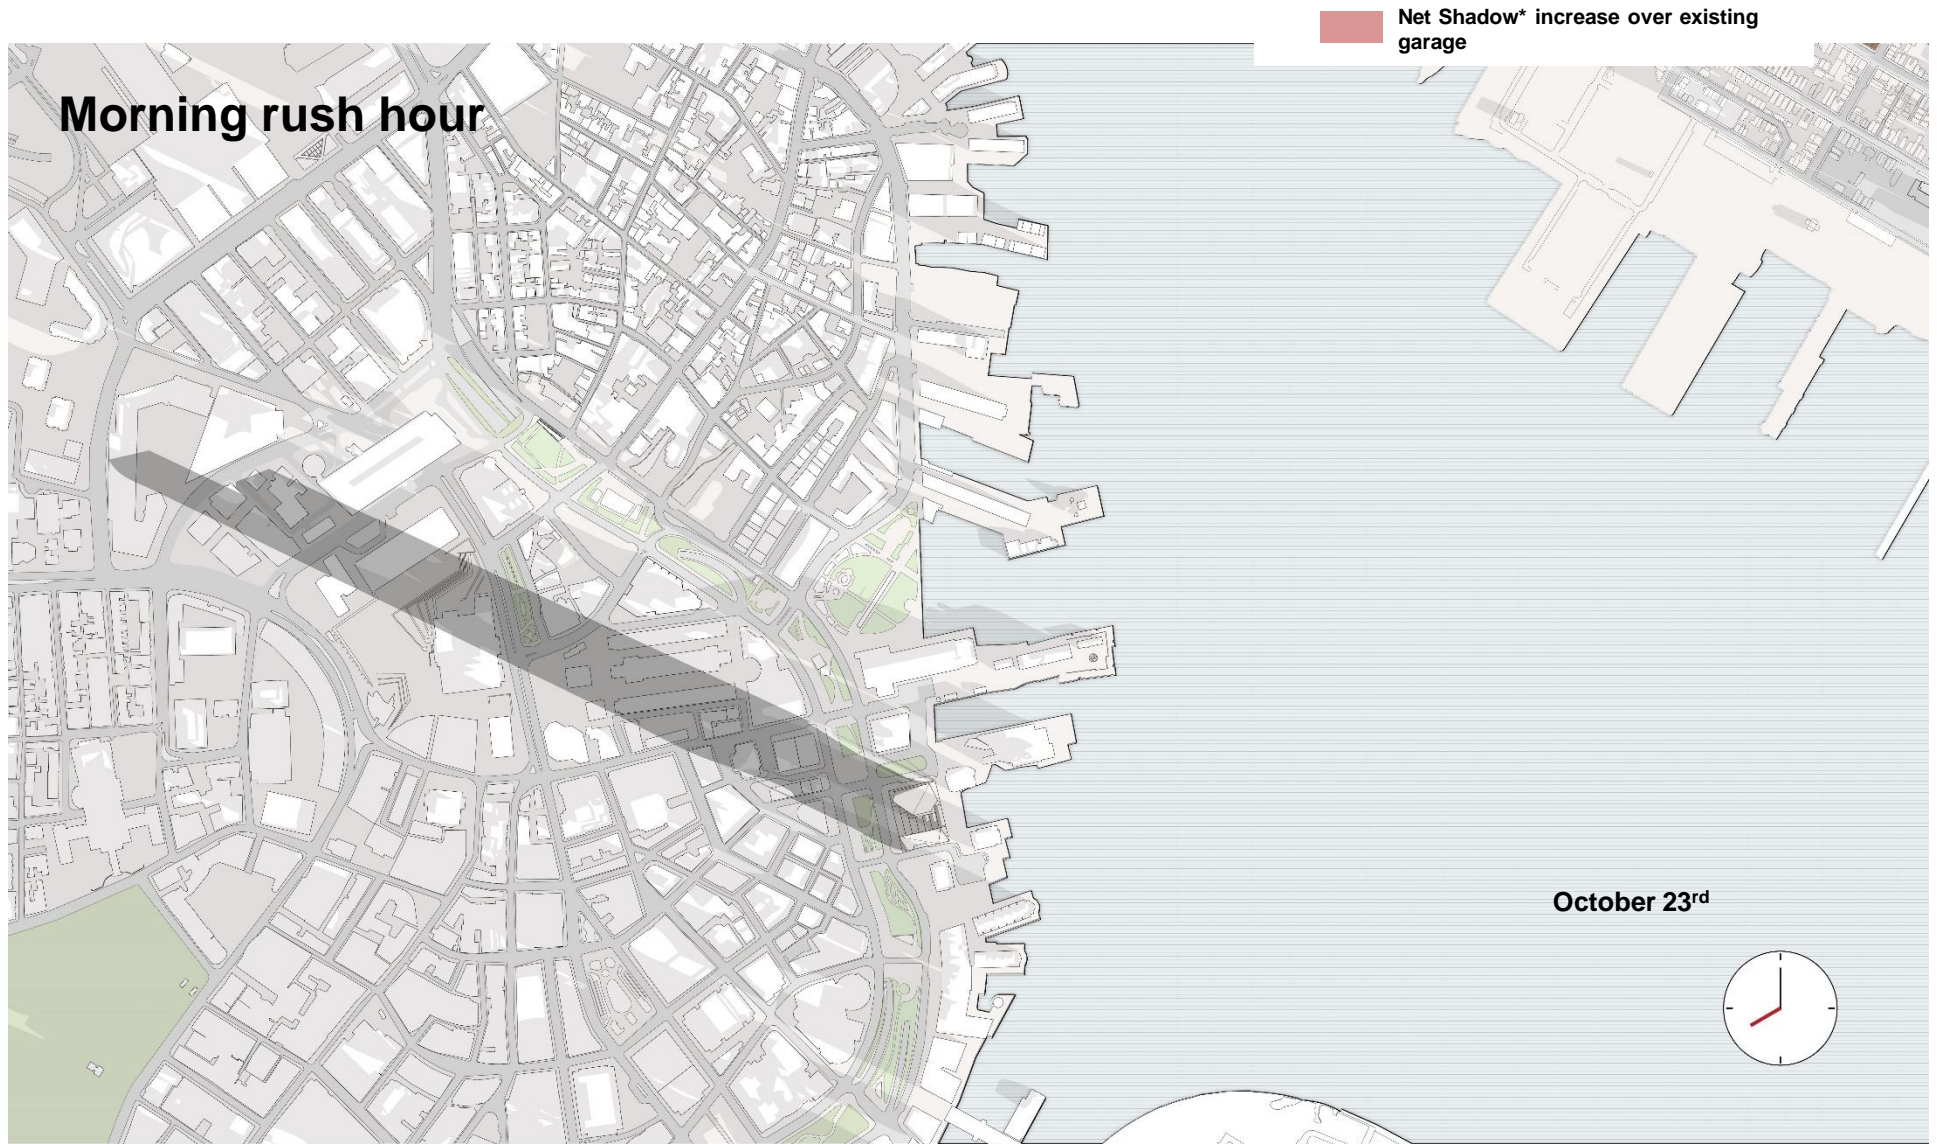 Net Shadow* increase over existing
garage
Morning rush hour
October 23rd